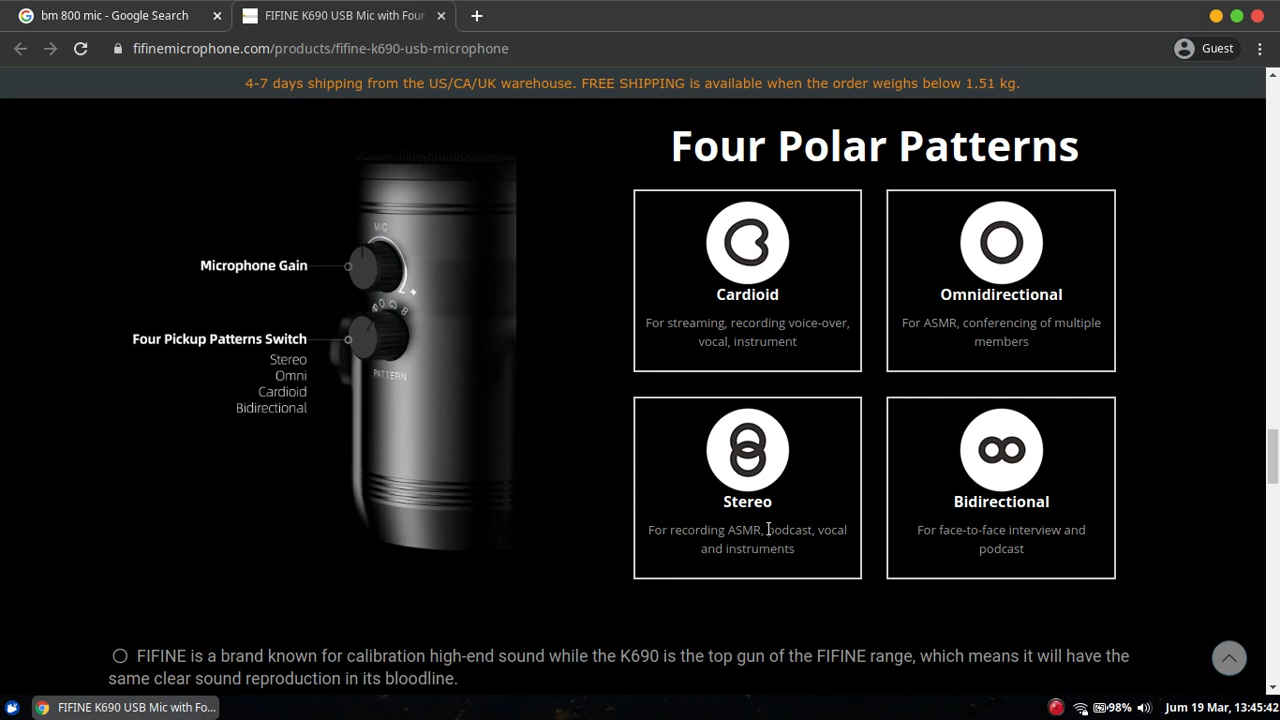 bm 800 mic - Google Search
FIFINE K690 USB Mic with Four
fifinemicrophone.com/products/fifine-k690-usb-microphone
Guest
4-7 days shipping from the US/CA/UK warehouse. FREE SHIPPING is available when the order weighs below 1.51 kg.
MIC
Microphone Gain
Four Pickup Patterns Switch
Stereo
Omni
Cardioid
Bidirectional
PATTERN
Four Polar Patterns
Cardioid
For streaming, recording voice-over,
vocal, instrument
Omnidirectional
For ASMR, conferencing of multiple
members
Stereo
For recording ASMR, podcast, vocal
and instruments
Bidirectional
For face-to-face interview and
podcast
FIFINE is a brand known for calibration high-end sound while the K690 is the top gun of the FIFINE range, which means it will have the
same clear sound reproduction in its bloodline.
FIFINE K690 USB Mic with Fo...
98%
Jum 19 Mar, 13:45:42